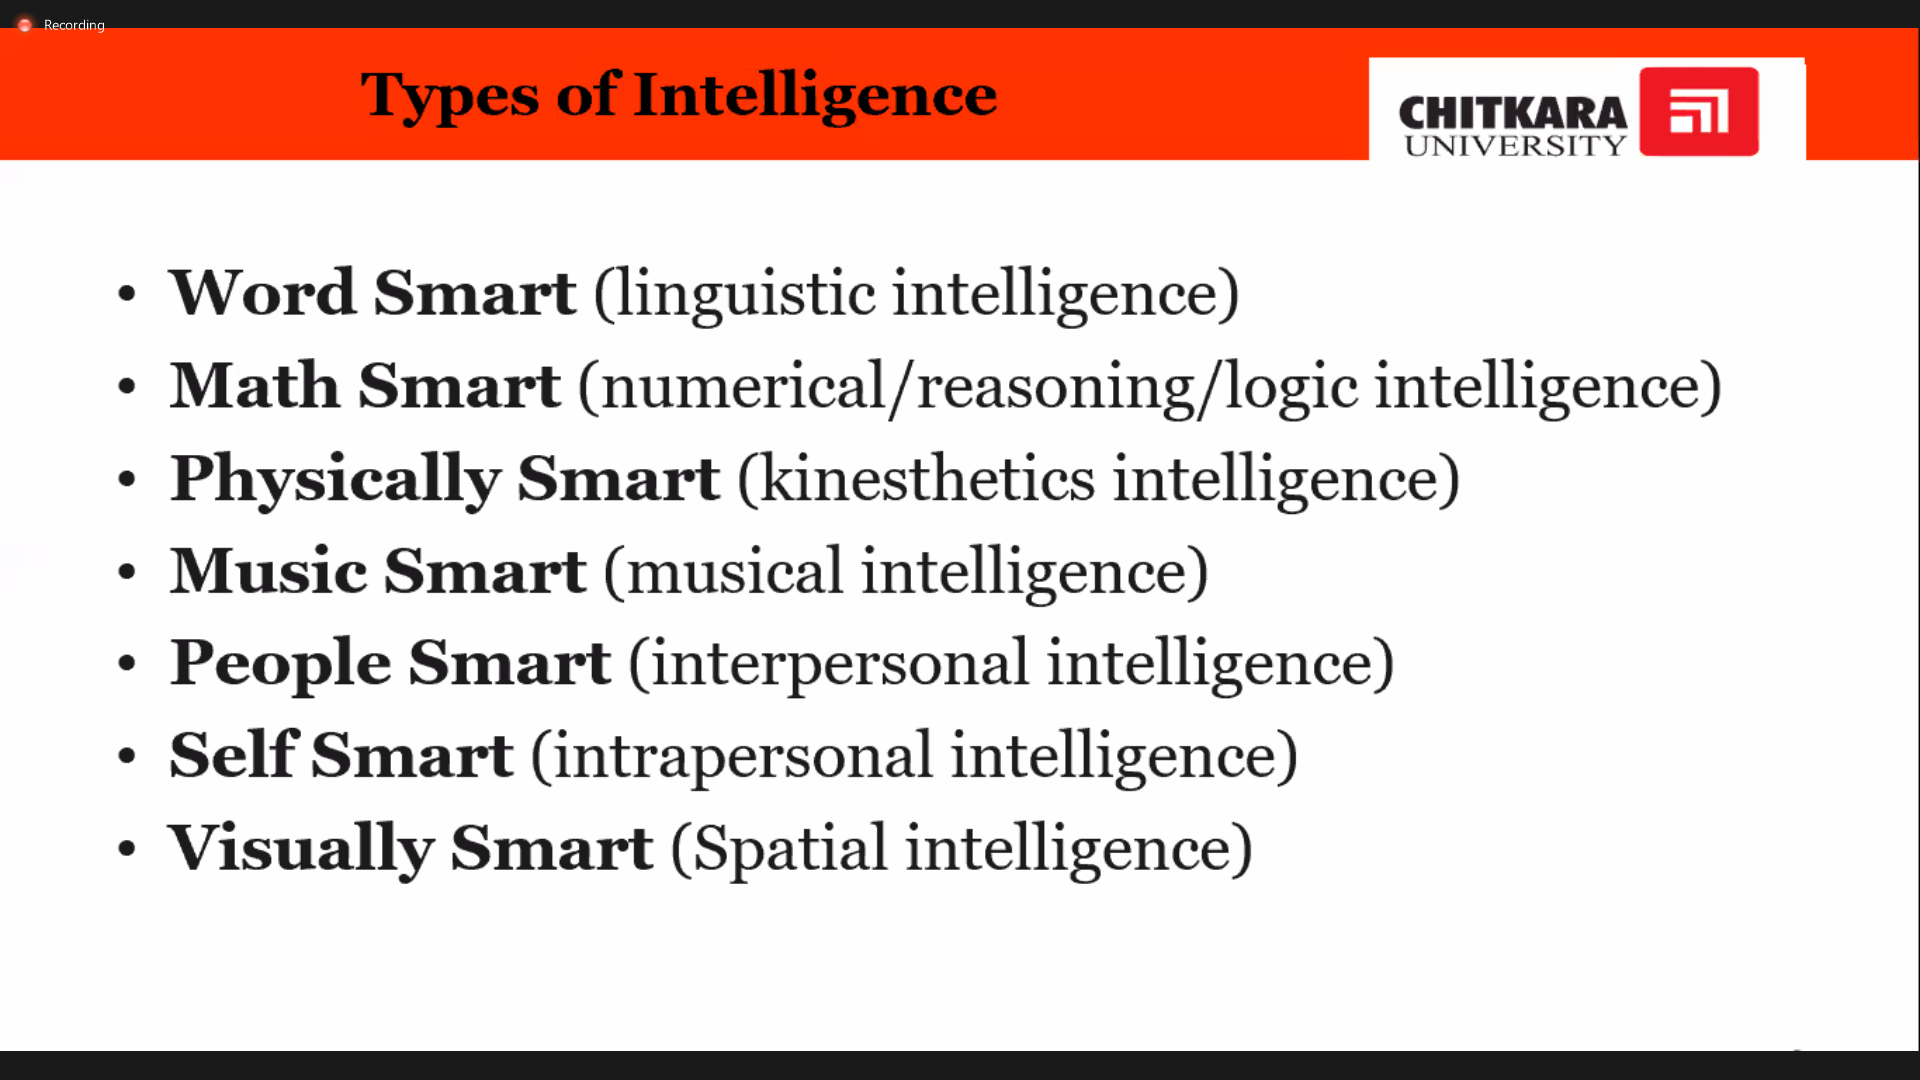 Recording
Types of Intelligence
CHITKARA
UNIVERSITY
• Word Smart (linguistic intelligence)
• Math Smart (numerical/reasoning/logic intelligence)
• Physically Smart (kinesthetics intelligence)
• Music Smart (musical intelligence)
• People Smart (interpersonal intelligence)
• Self Smart (intrapersonal intelligence)
• Visually Smart (Spatial intelligence)